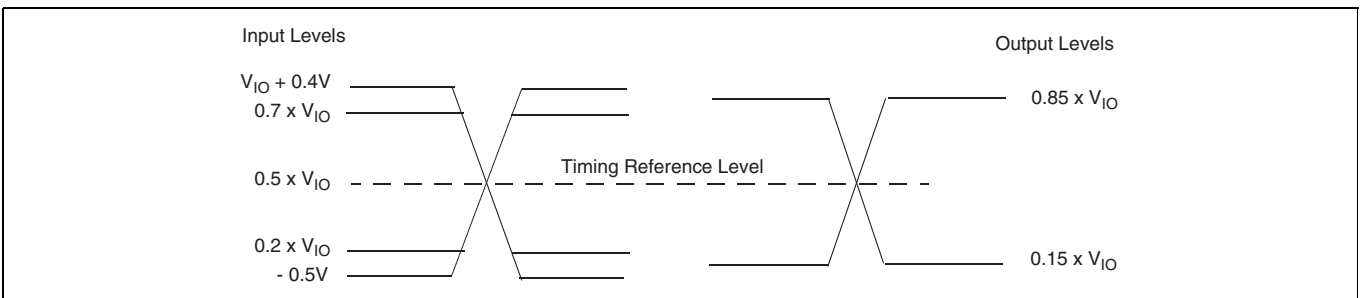 Input Levels
Output Levels
V_IO + 0.4V
0.7 x V_IO
0.85 x V_IO
0.5 x V_IO
Timing Reference Level
0.2 x V_IO
- 0.5V
0.15 x V_IO